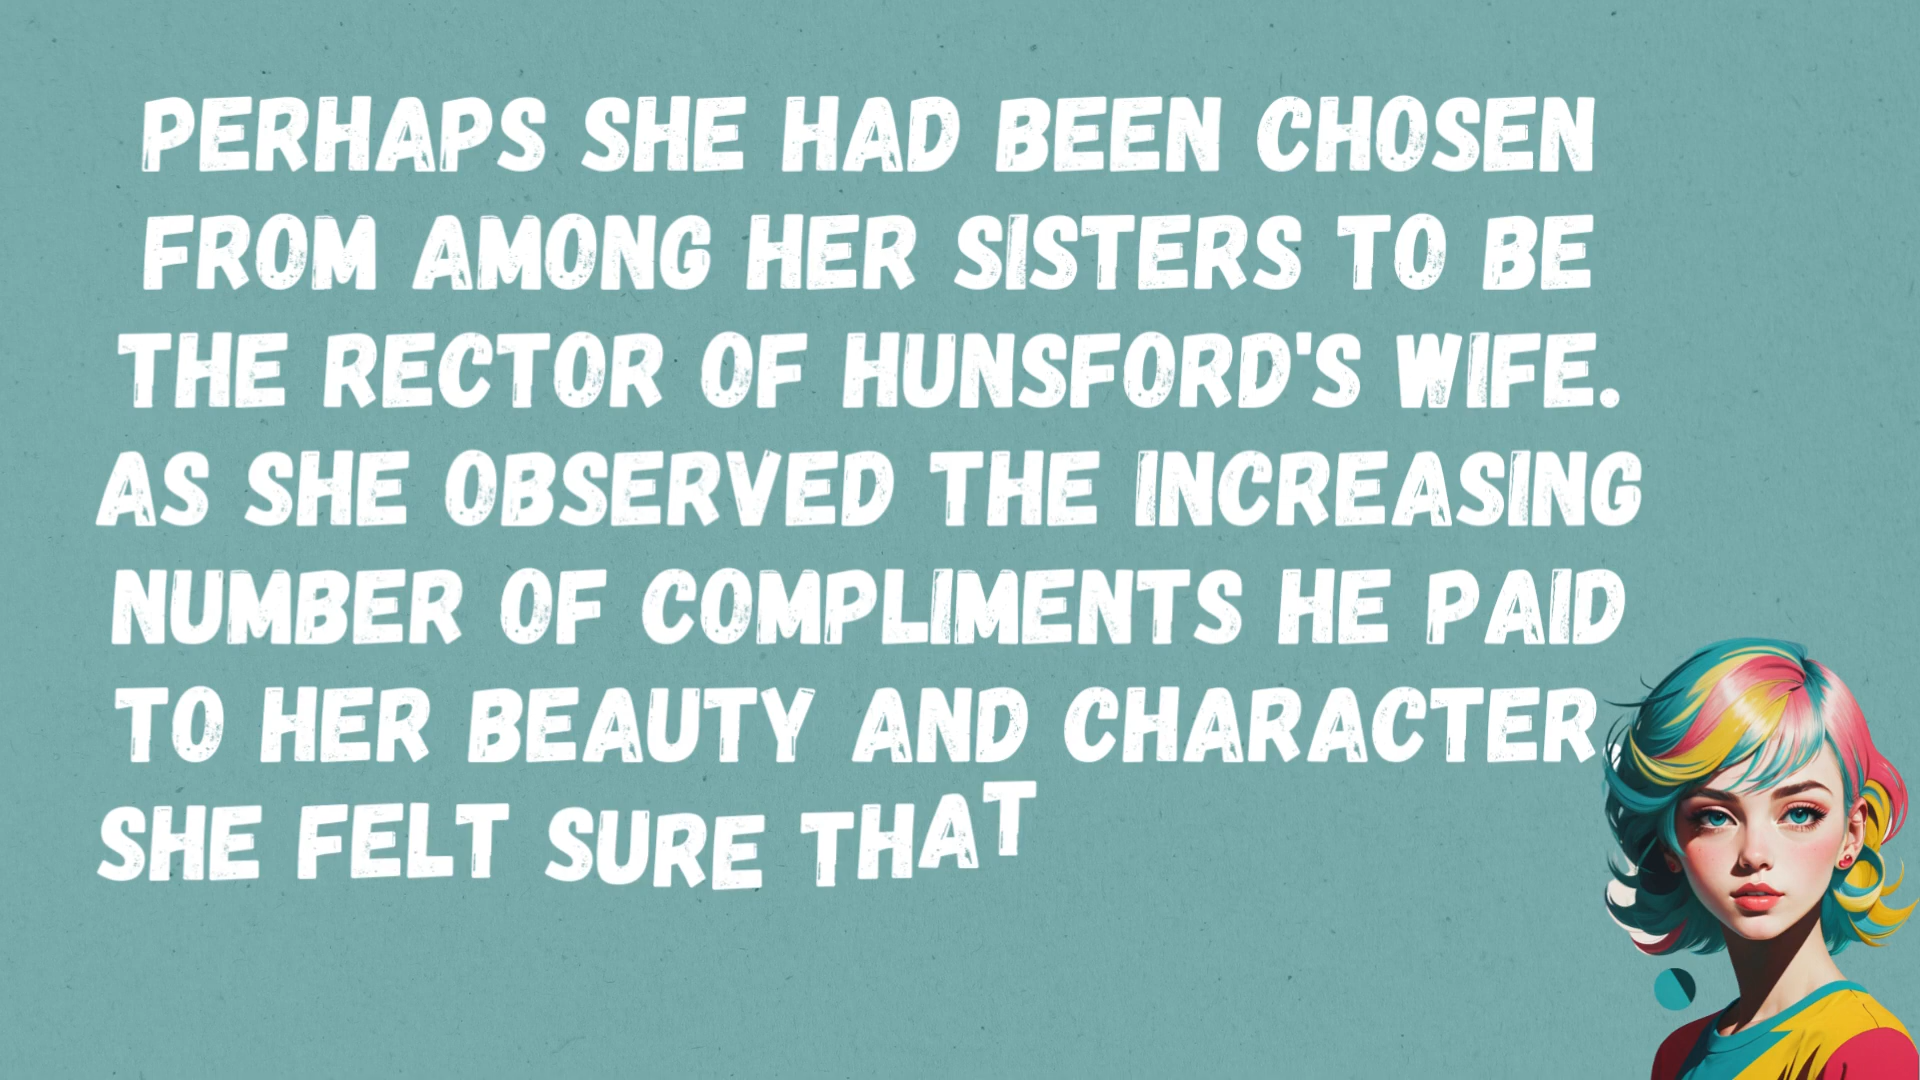 PERHAPS SHE HAD BEEN CHOSEN
FROM AMONG HER SISTERS TO BE
THE RECTOR OF HUNSFORD'S WIFE.
AS SHE OBSERVED THE INCREASING
NUMBER OF COMPLIMENTS HE PAID
TO HER BEAUTY AND CHARACTER,
SHE FELT SURE THAT